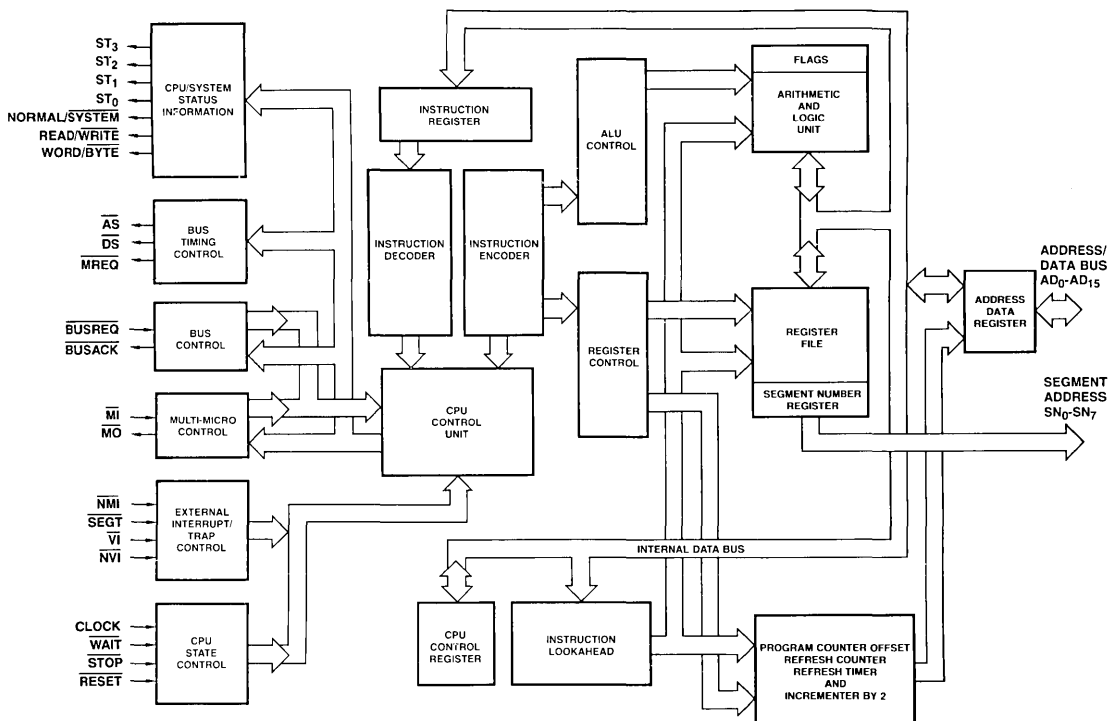 ST3
ST2
ST1
ST0
NORMAL/SYSTEM
READ/WRITE
WORD/BYTE
CPU/SYSTEM
STATUS
INFORMATION
AS
DS
MREQ
BUS
TIMING
CONTROL
BUSREQ
BUSACK
BUS
CONTROL
MI
MO
MULTI-MICRO
CONTROL
NMI
SEGT
VI
NVI
EXTERNAL
INTERRUPT/
TRAP
CONTROL
CLOCK
WAIT
STOP
RESET
CPU
STATE
CONTROL
INSTRUCTION
REGISTER
INSTRUCTION
DECODER
INSTRUCTION
ENCODER
CPU
CONTROL
UNIT
ALU
CONTROL
REGISTER
CONTROL
FLAGS
ARITHMETIC
AND
LOGIC
UNIT
REGISTER
FILE
SEGMENT NUMBER
REGISTER
ADDRESS
DATA
REGISTER
ADDRESS/
DATA BUS
AD0-AD15
SEGMENT
ADDRESS
SN0-SN7
INTERNAL DATA BUS
CPU
CONTROL
REGISTER
INSTRUCTION
LOOKAHEAD
PROGRAM COUNTER OFFSET
REFRESH COUNTER
REFRESH TIMER
AND
INCREMENTER BY 2